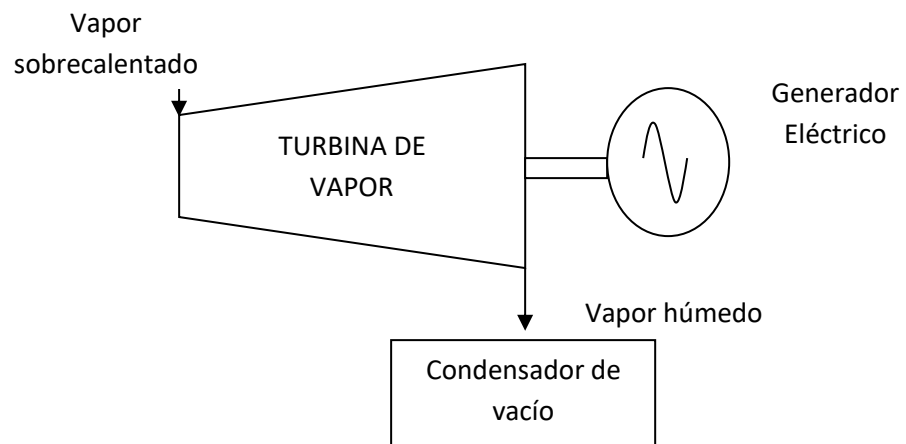 Vapor
sobrecalentado
Generador
Eléctrico
TURBINA DE
VAPOR
Vapor húmedo
Condensador de
vacío